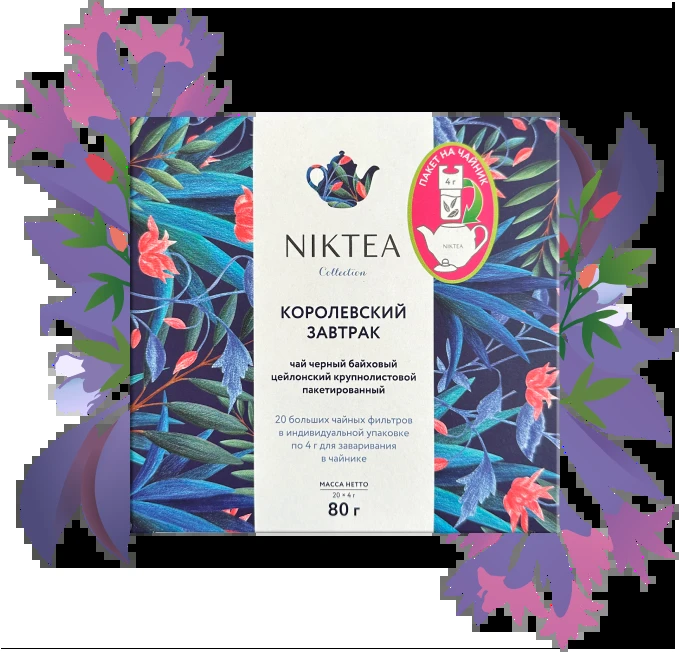 ПАКЕТ НА ЧАЙНИК
4 г
NIKTEA
NIKTEA
Collection
КОРОЛЕВСКИЙ
ЗАВТРАК
чай черный байховый
цейлонский крупнолистовой
пакетированный
20 больших чайных фильтров
в индивидуальной упаковке
по 4 г для заваривания
в чайнике
МАССА НЕТТО
20 × 4 г
80 г